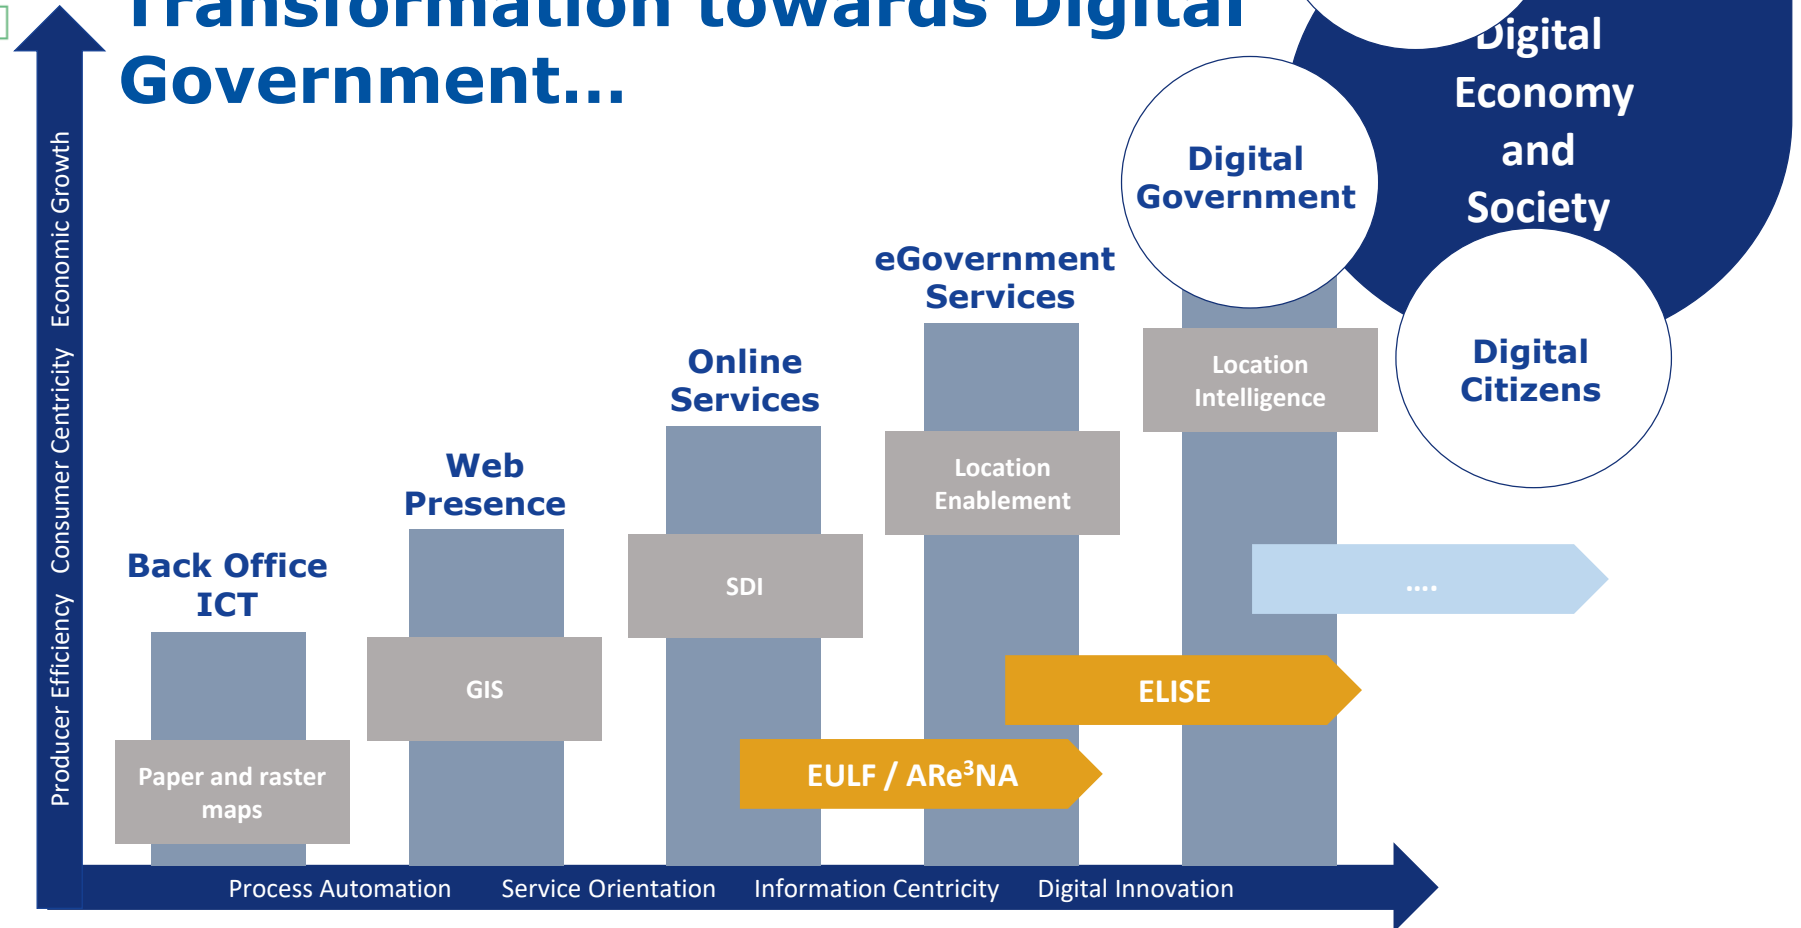 Transformation towards Digital
Government...
Digital
Economy
and
Society
Digital
Government
Digital
Citizens
eGovernment
Services
Online
Services
Web
Presence
Back Office
ICT
Location
Intelligence
Location
Enablement
SDI
GIS
Paper and raster
maps
....
ELISE
EULF / ARe³NA
Producer Efficiency Consumer Centricity Economic Growth
Process Automation Service Orientation Information Centricity Digital Innovation